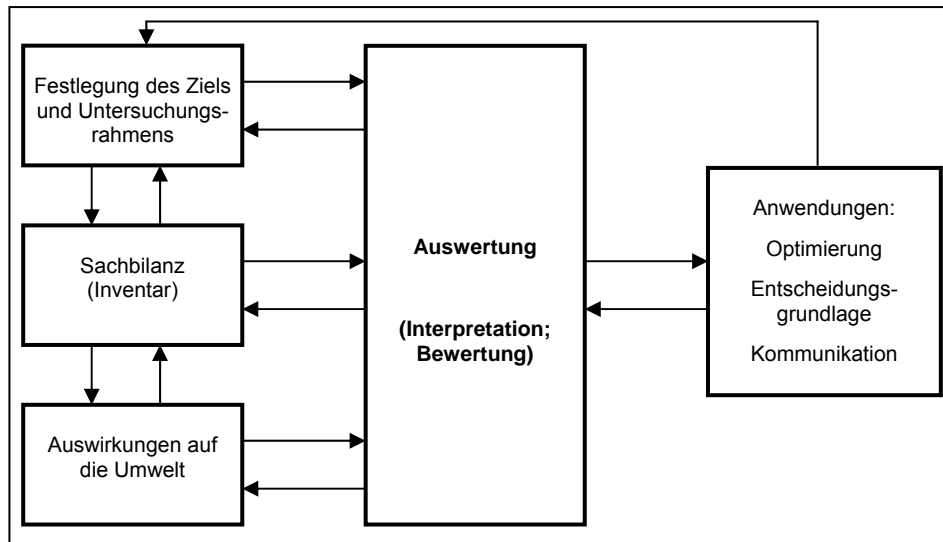 Festlegung des Ziels
und Untersuchungs-
rahmens
Sachbilanz
(Inventar)
Auswirkungen auf
die Umwelt
Auswertung
(Interpretation;
Bewertung)
Anwendungen:
Optimierung
Entscheidungs-
grundlage
Kommunikation